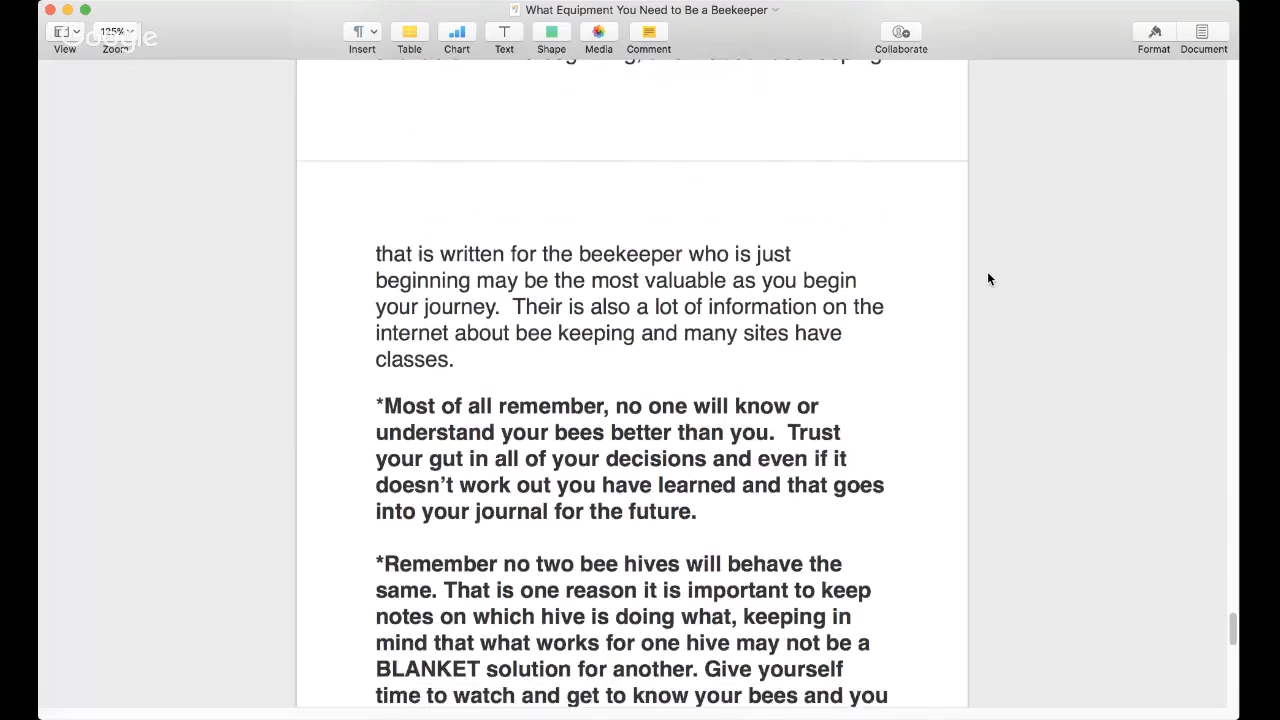 What Equipment You Need to Be a Beekeeper
Google
125%
View
Zoom
Insert
Table
Chart
Text
Shape
Media
Comment
Collaborate
Format
Document
that is written for the beekeeper who is just
beginning may be the most valuable as you begin
your journey.  Their is also a lot of information on the
internet about bee keeping and many sites have
classes.
*Most of all remember, no one will know or
understand your bees better than you.  Trust
your gut in all of your decisions and even if it
doesn’t work out you have learned and that goes
into your journal for the future.
*Remember no two bee hives will behave the
same. That is one reason it is important to keep
notes on which hive is doing what, keeping in
mind that what works for one hive may not be a
BLANKET solution for another. Give yourself
time to watch and get to know your bees and you